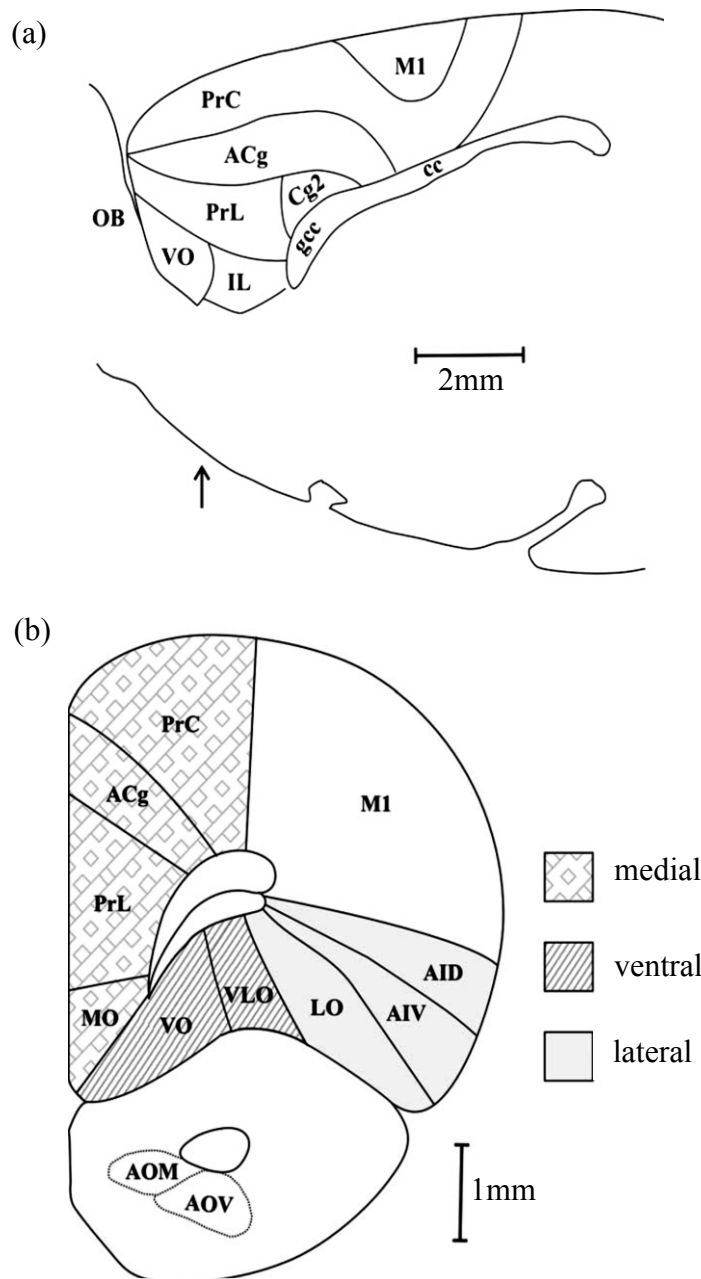 (a)
M1
PrC
ACg
Cg2
cc
OB
PrL
gcc
VO
IL
2mm
(b)
PrC
ACg
M1
medial
PrL
ventral
AID
VLO
LO
AIV
MO
VO
lateral
AOM
AOV
1mm